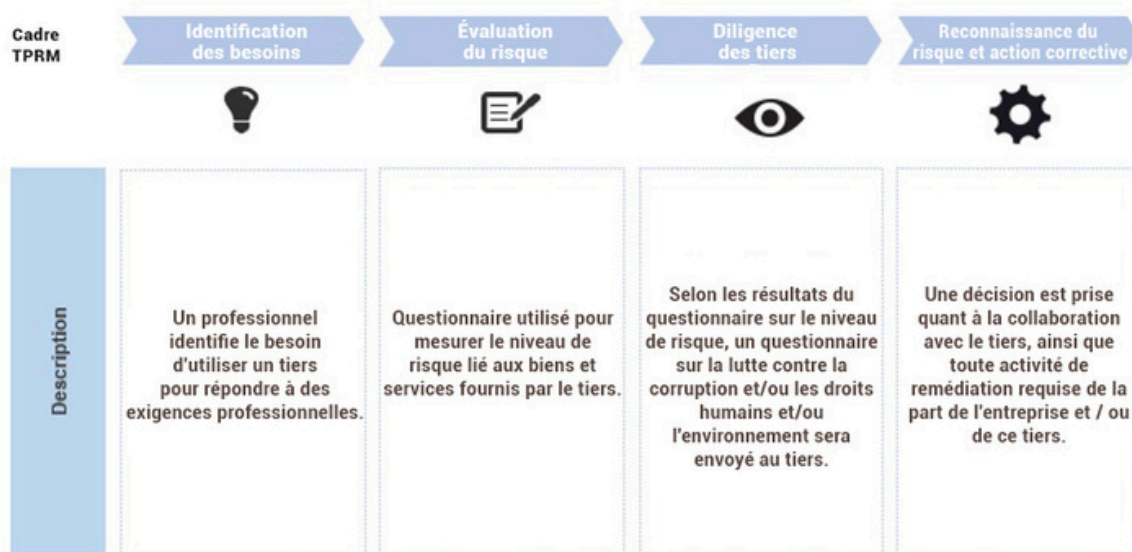 Cadre
TPRM
Identification
des besoins
Évaluation
du risque
Diligence
des tiers
Reconnaissance du
risque et action corrective
Description
Un professionnel
identifie le besoin
d'utiliser un tiers
pour répondre à des
exigences professionnelles.
Questionnaire utilisé pour
mesurer le niveau de
risque lié aux biens et
services fournis par le tiers.
Selon les résultats du
questionnaire sur le niveau
de risque, un questionnaire
sur la lutte contre la
corruption et/ou les droits
humains et/ou
l'environnement sera
envoyé au tiers.
Une décision est prise
quant à la collaboration
avec le tiers, ainsi que
toute activité de
remédiation requise de la
part de l'entreprise et / ou
de ce tiers.